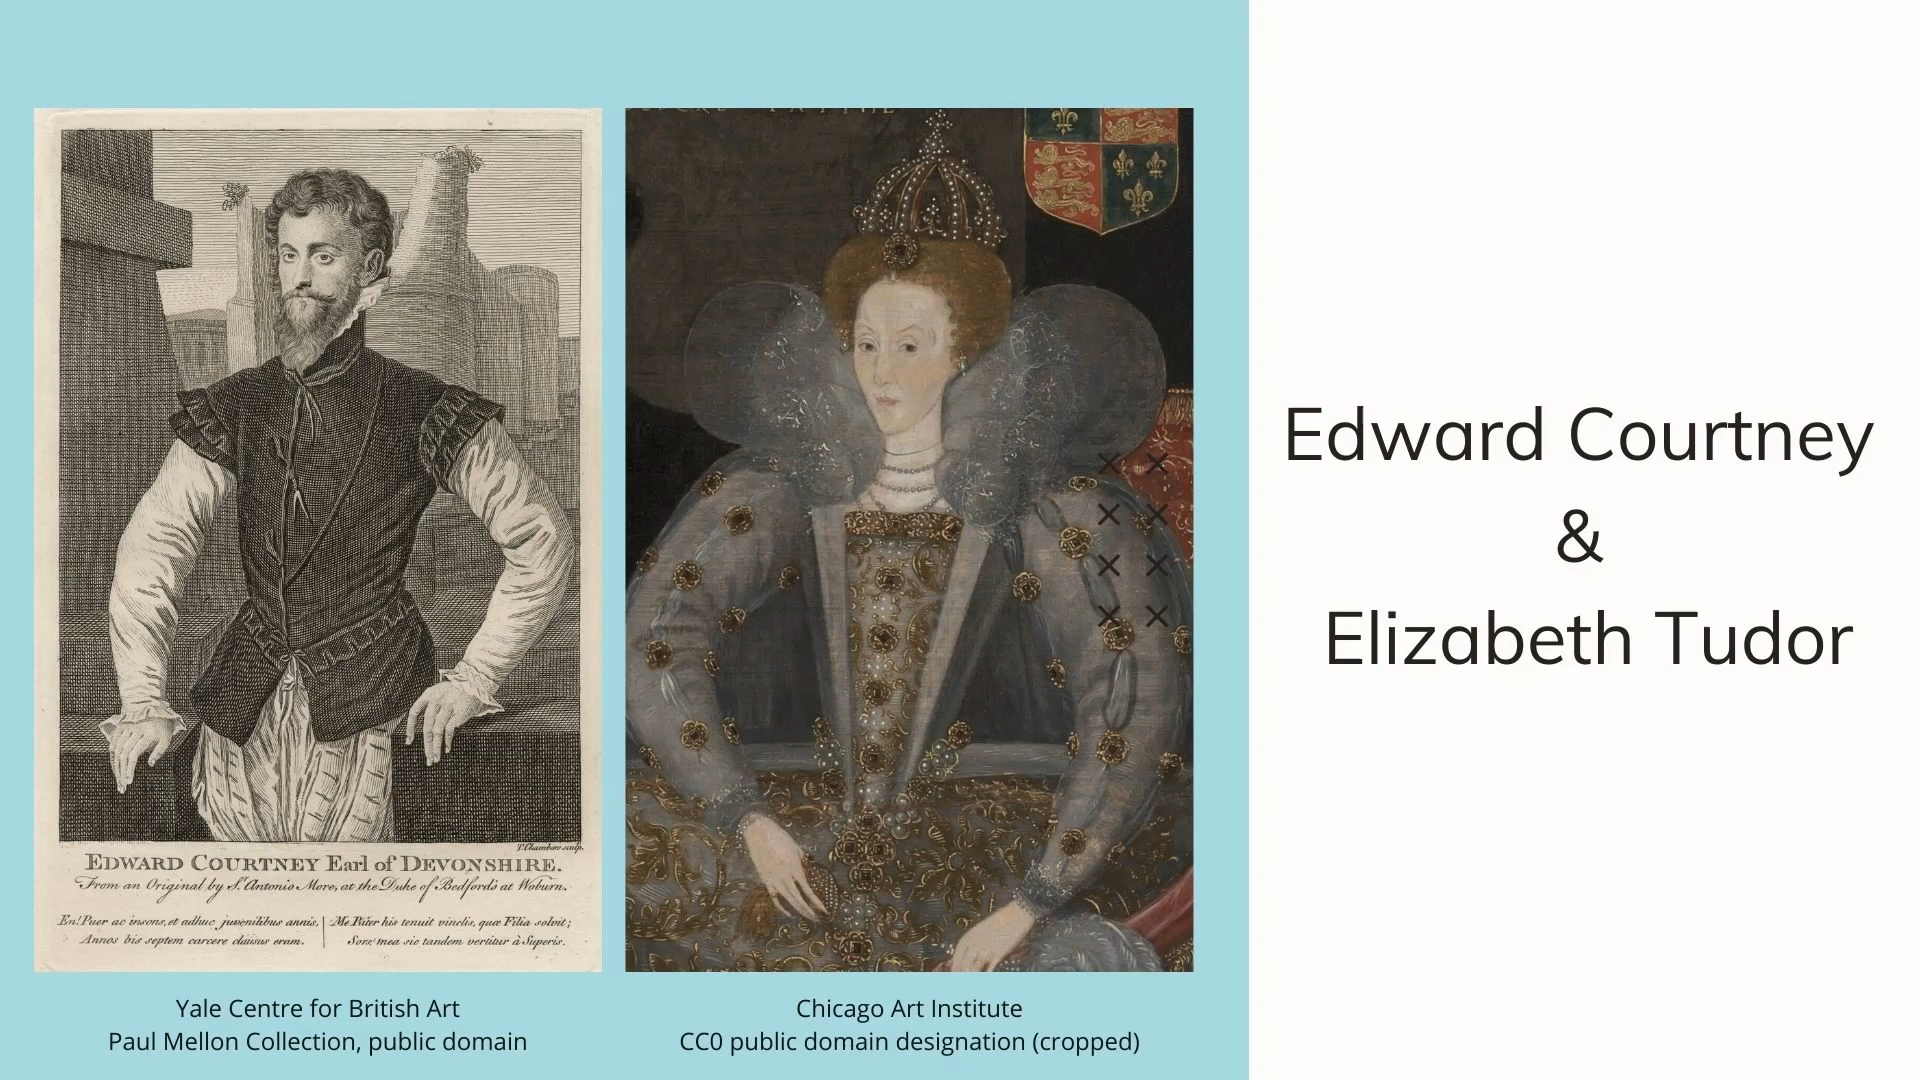 T. Chambers sculp.
EDWARD COURTNEY Earl of DEVONSHIRE.
From an Original by Sr. Antonio More, at the Duke of Bedford's at Woburn.
En! Puer ac insons, et adhuc juvenilibus annis,
Annos bis septem carcere clausus eram.
Me Pater his tenuit vinclis, quæ Filia solvit;
Sors mea sic tandem vertitur à Superis.
Yale Centre for British Art
Paul Mellon Collection, public domain
Chicago Art Institute
CC0 public domain designation (cropped)
Edward Courtney
&
Elizabeth Tudor